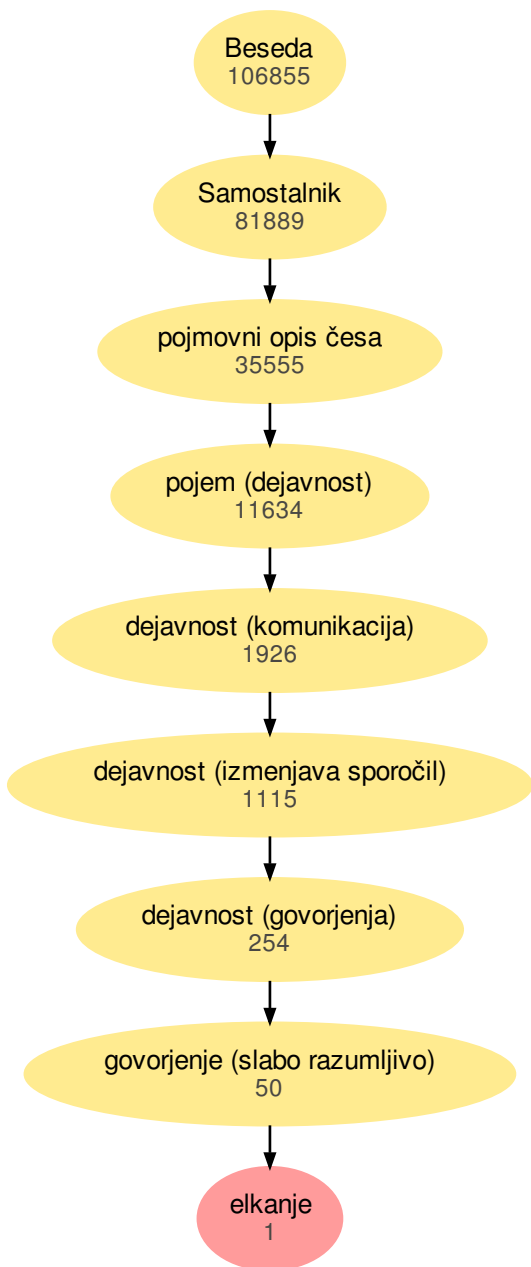 Beseda
106855
Samostalnik
81889
pojmovni opis česa
35555
pojem (dejavnost)
11634
dejavnost (komunikacija)
1926
dejavnost (izmenjava sporočil)
1115
dejavnost (govorjenja)
254
govorjenje (slabo razumljivo)
50
elkanje
1